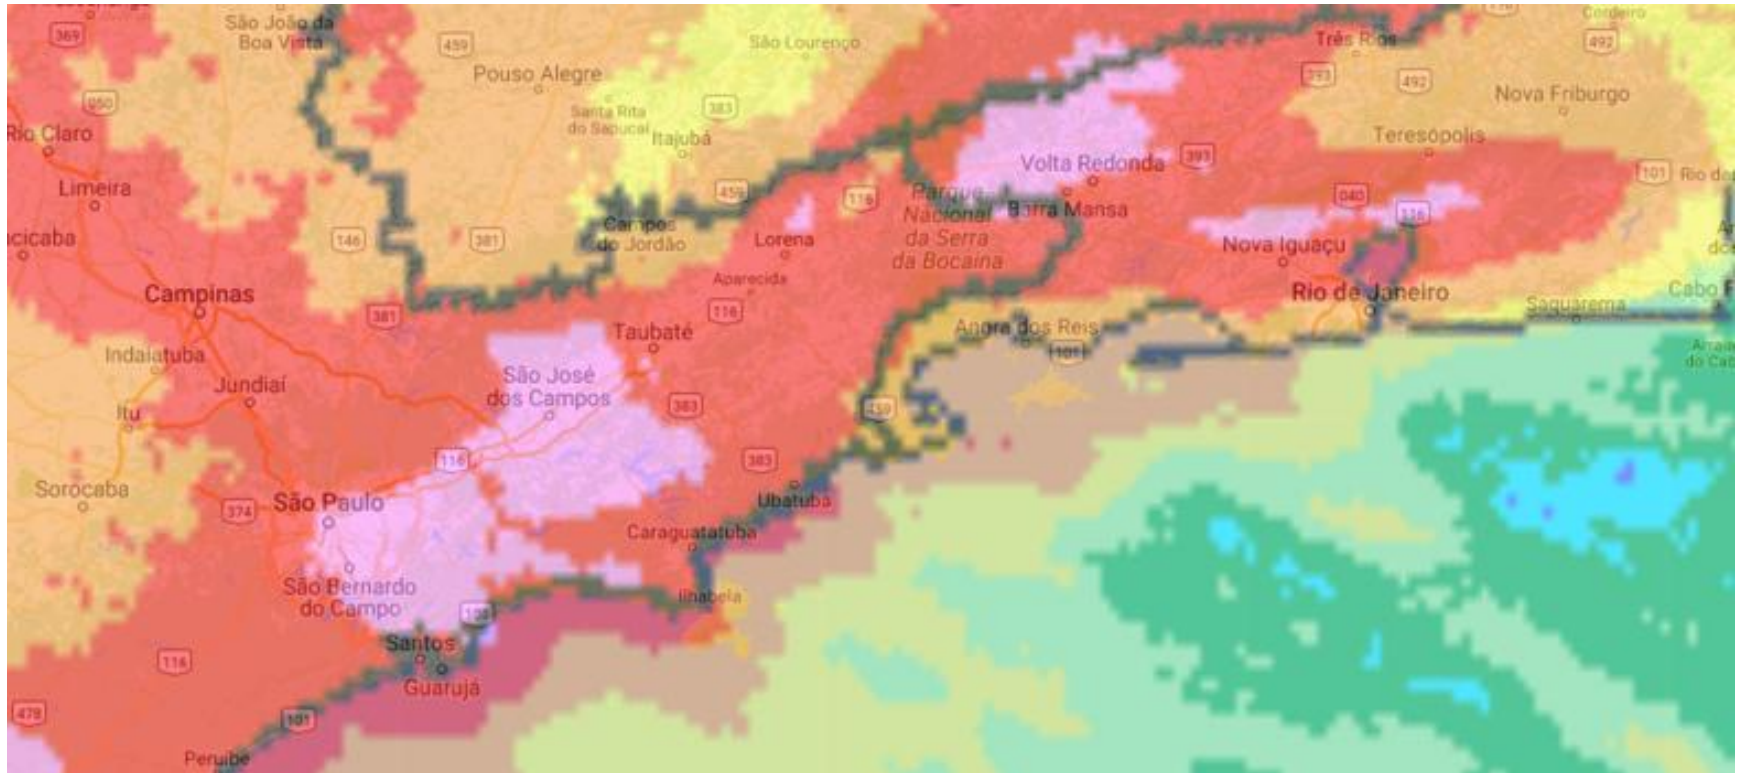 São João da
Boa Vista
369
459
São Lourenço
Cordeiro
Três Rios
492
Pouso Alegre
393
492
050
Santa Rita
do Sapucaí
383
Nova Friburgo
Rio Claro
Itajubá
Teresópolis
Volta Redonda
393
Limeira
459
116
Parque
Nacional
da Serra
da Bocaina
Barra Mansa
040
101
116
146
381
Campos
do Jordão
Lorena
Nova Iguaçu
Aparecida
Campinas
381
116
Rio de Janeiro
Saquarema
Cabo F
Taubaté
Angra dos Reis
101
Indaiatuba
Jundiaí
São José
dos Campos
Itu
383
459
116
383
Sorocaba
São Paulo
374
Ubatuba
Caraguatatuba
São Bernardo
do Campo
Ilhabela
Santos
116
Guarujá
478
101
Peruíbe